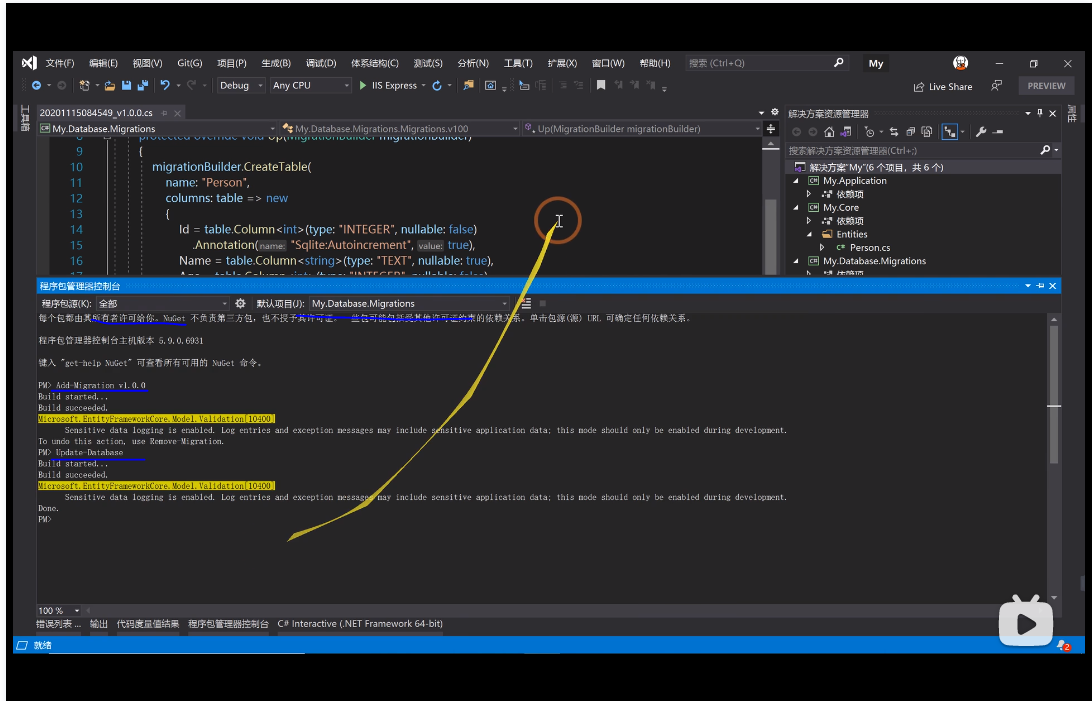 文件(F) 编辑(E) 视图(V) Git(G) 项目(P) 生成(B) 调试(D) 体系结构(C) 测试(S) 分析(N) 工具(T) 扩展(X) 窗口(W) 帮助(H) 搜索 (Ctrl+Q) My
Debug Any CPU IIS Express Live Share PREVIEW
20201115084549_v1.0.0.cs
My.Database.Migrations My.Database.Migrations.Migrations.v100 Up(MigrationBuilder migrationBuilder)
protected override void Up(MigrationBuilder migrationBuilder)
9 {
10 migrationBuilder.CreateTable(
11 name: "Person",
12 columns: table => new
13 {
14 Id = table.Column<int>(type: "INTEGER", nullable: false)
15 .Annotation(name: "Sqlite:Autoincrement", value: true),
16 Name = table.Column<string>(type: "TEXT", nullable: true),
17 Age = table.Column<int>(type: "INTEGER", nullable: false)
解决方案资源管理器
搜索解决方案资源管理器(Ctrl+;)
解决方案"My"(6 个项目，共 6 个)
My.Application
依赖项
My.Core
依赖项
Entities
C# Person.cs
My.Database.Migrations
依赖项
工具箱
属性
程序包管理器控制台
程序包源(K): 全部 默认项目(J): My.Database.Migrations
每个包都由其所有者许可给你。NuGet 不负责第三方包，也不授予其许可证。一些包可能包括受其他许可证约束的依赖关系。单击包源(源) URL 可确定任何依赖关系。
程序包管理器控制台主机版本 5.9.0.6931
键入 "get-help NuGet" 可查看所有可用的 NuGet 命令。
PM> Add-Migration v1.0.0
Build started...
Build succeeded.
Microsoft.EntityFrameworkCore.Model.Validation[10400]
Sensitive data logging is enabled. Log entries and exception messages may include sensitive application data; this mode should only be enabled during development.
To undo this action, use Remove-Migration.
PM> Update-Database
Build started...
Build succeeded.
Microsoft.EntityFrameworkCore.Model.Validation[10400]
Sensitive data logging is enabled. Log entries and exception messages may include sensitive application data; this mode should only be enabled during development.
Done.
PM>
100 %
错误列表 ... 输出 代码度量值结果 程序包管理器控制台 C# Interactive (.NET Framework 64-bit)
就绪 2